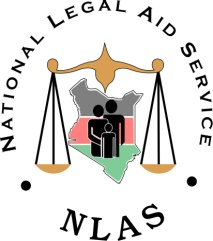 NATIONAL LEGAL AID SERVICE
NLAS